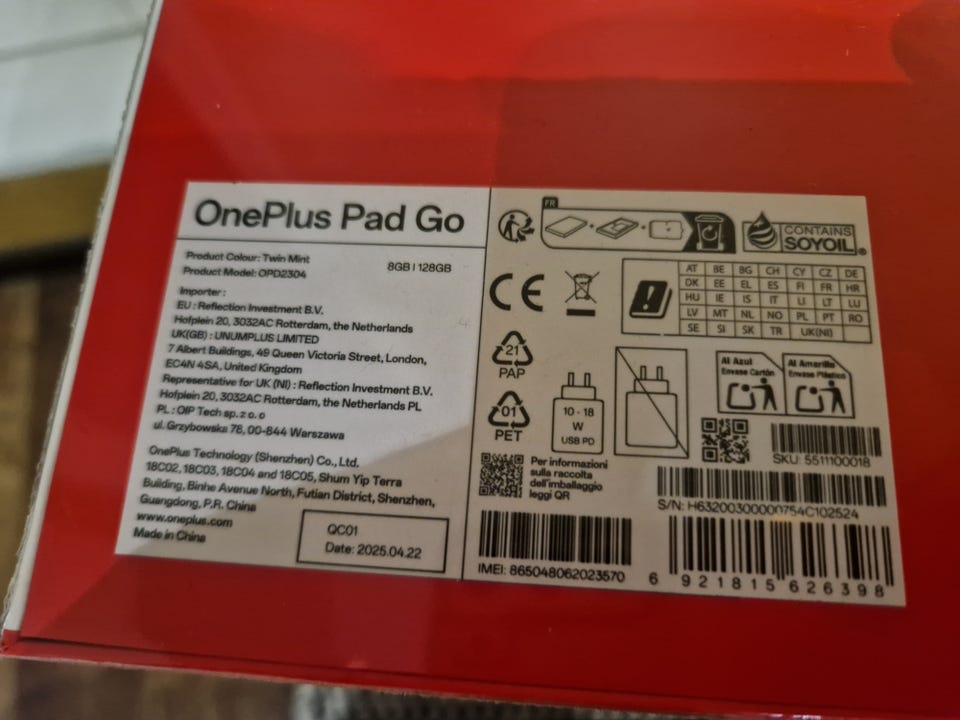 OnePlus Pad Go
Product Colour: Twin Mint
Product Model: OPD2304
8GB | 128GB
Importer :
EU : Reflection Investment B.V.
Hofplein 20, 3032AC Rotterdam, the Netherlands
UK(GB) : UNUMPLUS LIMITED
7 Albert Buildings, 49 Queen Victoria Street, London,
EC4N 4SA, United Kingdom
Representative for UK (NI) : Reflection Investment B.V.
Hofplein 20, 3032AC Rotterdam, the Netherlands PL
PL : OIP Tech sp. z o. o
ul. Grzybowska 78, 00-844 Warszawa
OnePlus Technology (Shenzhen) Co., Ltd.
18C02, 18C03, 18C04 and 18C05, Shum Yip Terra
Building, Binhe Avenue North, Futian District, Shenzhen,
Guangdong, P.R. China
www.oneplus.com
Made in China
QC01
Date: 2025.04.22
FR
CONTAINS
SOYOIL®
CE
AT BE BG CH CY CZ DE
DK EE EL ES FI FR HR
HU IE IS IT LI LT LU
LV MT NL NO PL PT RO
SE SI SK TR UK(NI)
21
PAP
01
PET
10 - 18
W
USB PD
Al Azul
Envase Cartón
Al Amarillo
Envase Plástico
Per informazioni
sulla raccolta
dell'imballaggio
leggi QR
SKU: 5511100018
S/N: H63200300000754C102524
IMEI: 865048062023570
6 921815 626398